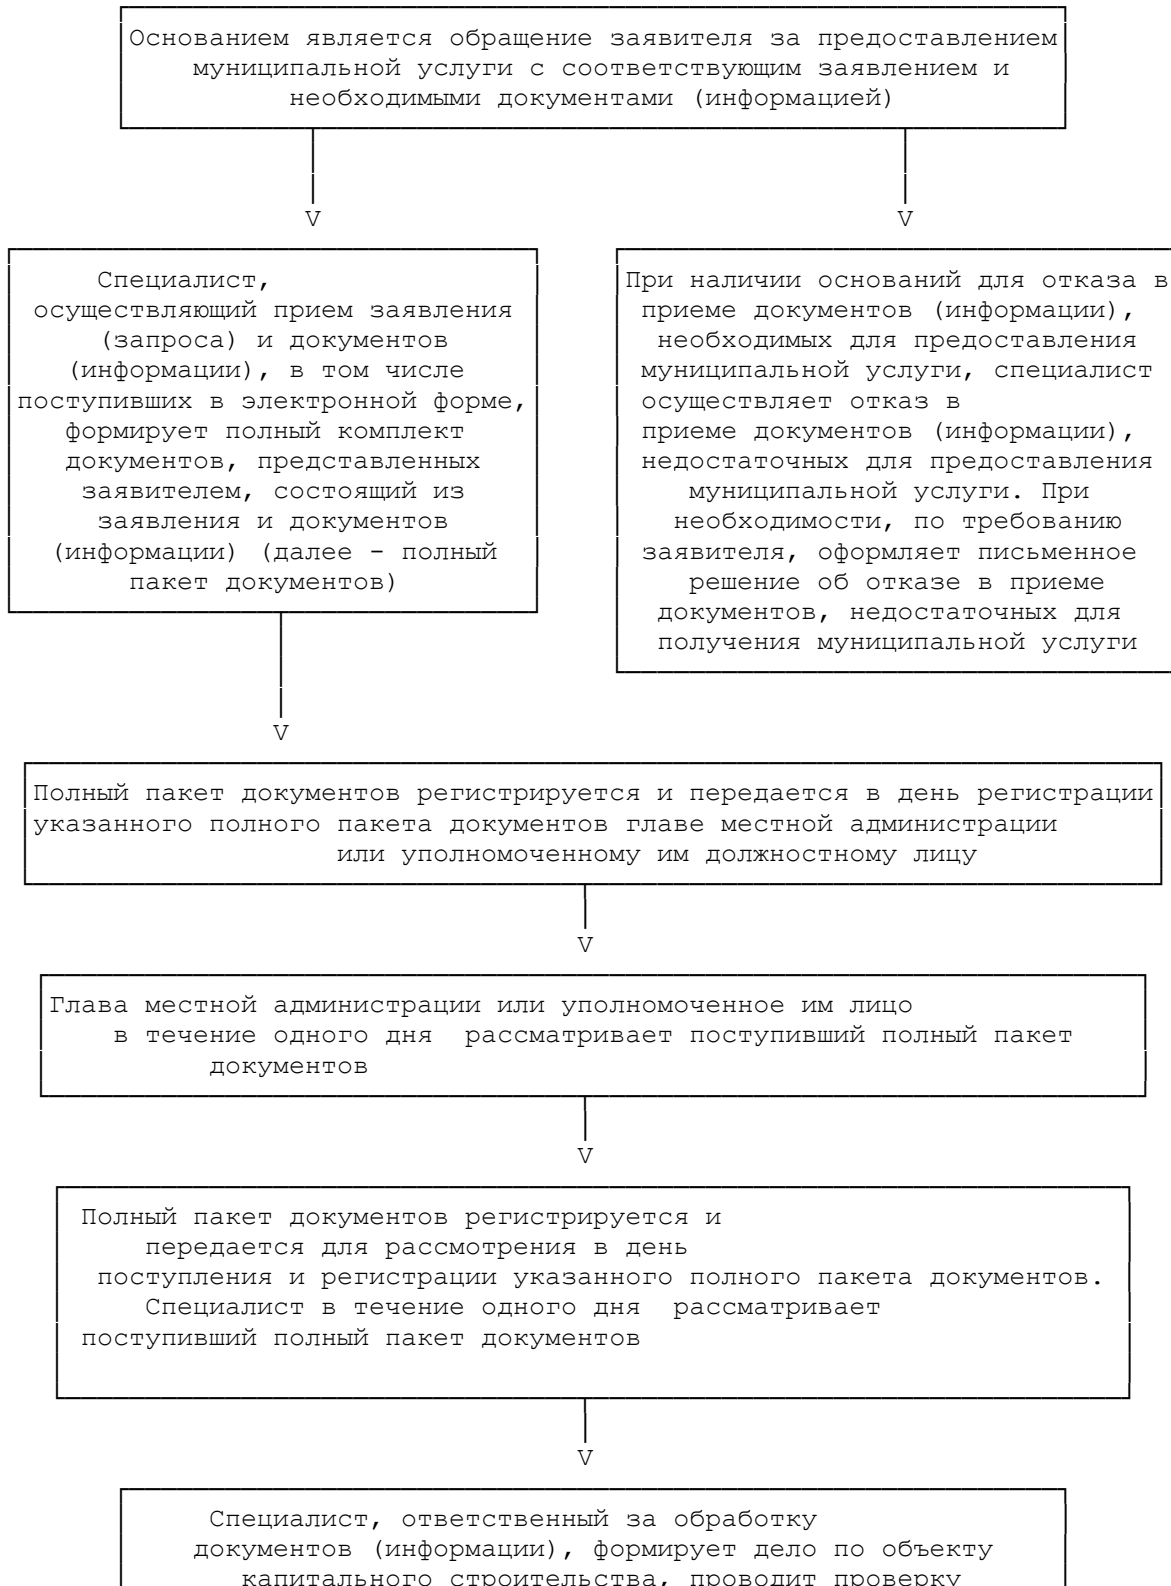 Основанием является обращение заявителя за предоставлением
муниципальной услуги с соответствующим заявлением и
необходимыми документами (информацией)
V
V
Специалист,
осуществляющий прием заявления
(запроса) и документов
(информации), в том числе
поступивших в электронной форме,
формирует полный комплект
документов, представленных
заявителем, состоящий из
заявления и документов
(информации) (далее - полный
пакет документов)
При наличии оснований для отказа в
приеме документов (информации),
необходимых для предоставления
муниципальной услуги, специалист
осуществляет отказ в
приеме документов (информации),
недостаточных для предоставления
муниципальной услуги. При
необходимости, по требованию
заявителя, оформляет письменное
решение об отказе в приеме
документов, недостаточных для
получения муниципальной услуги
V
Полный пакет документов регистрируется и передается в день регистрации
указанного полного пакета документов главе местной администрации
или уполномоченному им должностному лицу
V
Глава местной администрации или уполномоченное им лицо
в течение одного дня рассматривает поступивший полный пакет
документов
V
Полный пакет документов регистрируется и
передается для рассмотрения в день
поступления и регистрации указанного полного пакета документов.
Специалист в течение одного дня рассматривает
поступивший полный пакет документов
V
Специалист, ответственный за обработку
документов (информации), формирует дело по объекту
капитального строительства, проводит проверку